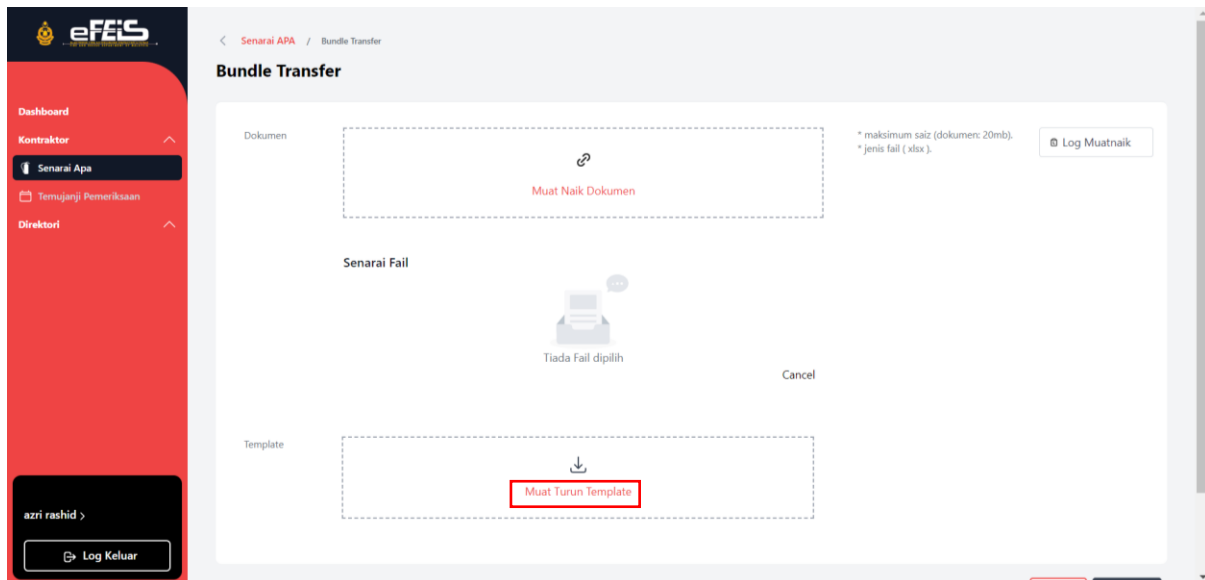 eFEiS
Senarai APA / Bundle Transfer
Bundle Transfer
Dashboard
Kontraktor
Senarai Apa
Temujanji Pemeriksaan
Direktori
Dokumen
Muat Naik Dokumen
* maksimum saiz (dokumen: 20mb).
* jenis fail ( xlsx ).
Log Muatnaik
Senarai Fail
Tiada Fail dipilih
Cancel
Template
Muat Turun Template
azri rashid >
Log Keluar